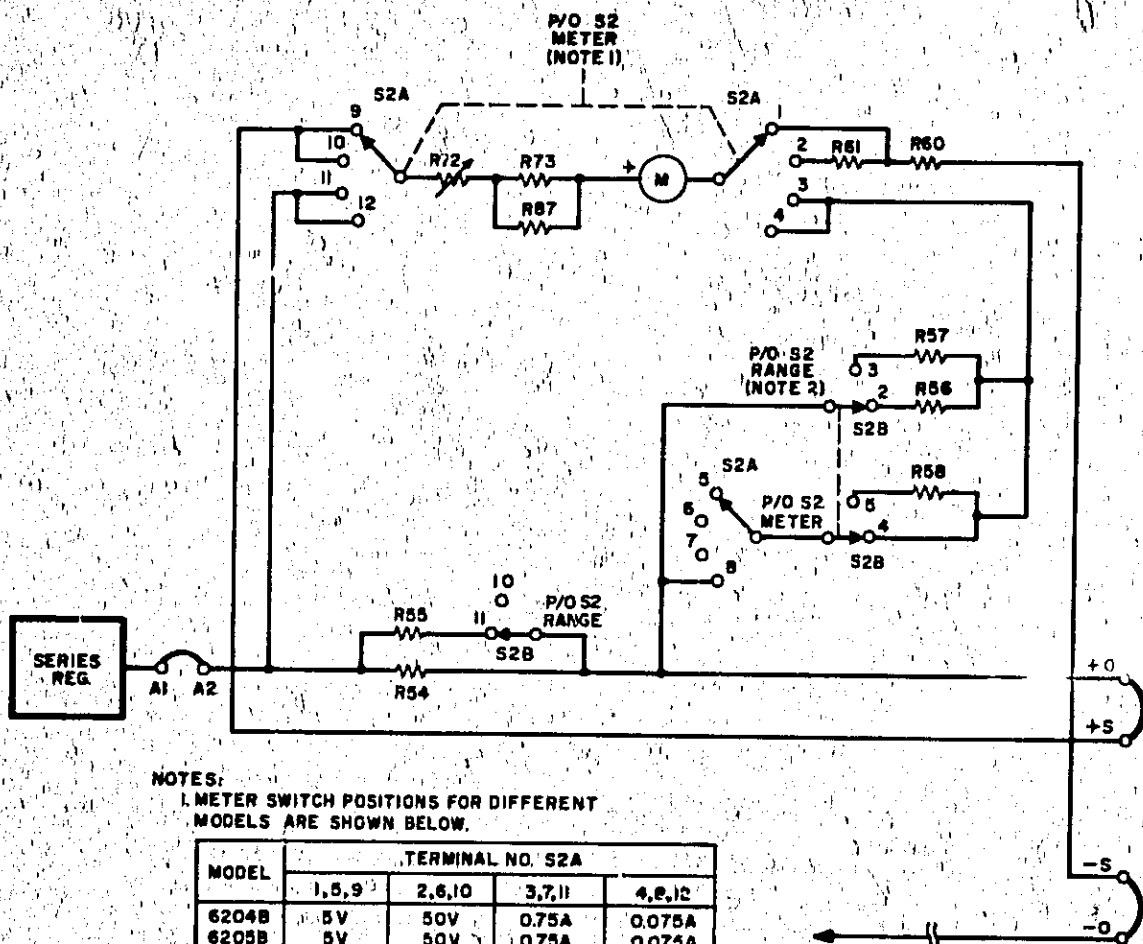 P/O S2
METER
(NOTE 1)
S2A
S2A
9
1
10
R72
R73
+
M
2
R61
R60
11
3
12
R87
4
R57
P/O S2
RANGE
(NOTE 2)
3
R56
2
S2B
S2A
R58
5
P/O S2
METER
5
6
4
7
S2B
8
10
P/O S2
RANGE
R55
11
S2B
SERIES
REG.
A1
A2
R54
+O
+S
NOTES:
1. METER SWITCH POSITIONS FOR DIFFERENT
MODELS ARE SHOWN BELOW.
MODEL TERMINAL NO. S2A
1,5,9 2,6,10 3,7,11 4,8,12
6204B 5V 50V 0.75A 0.075A
6205B 5V 50V 0.75A 0.075A
-S
-O